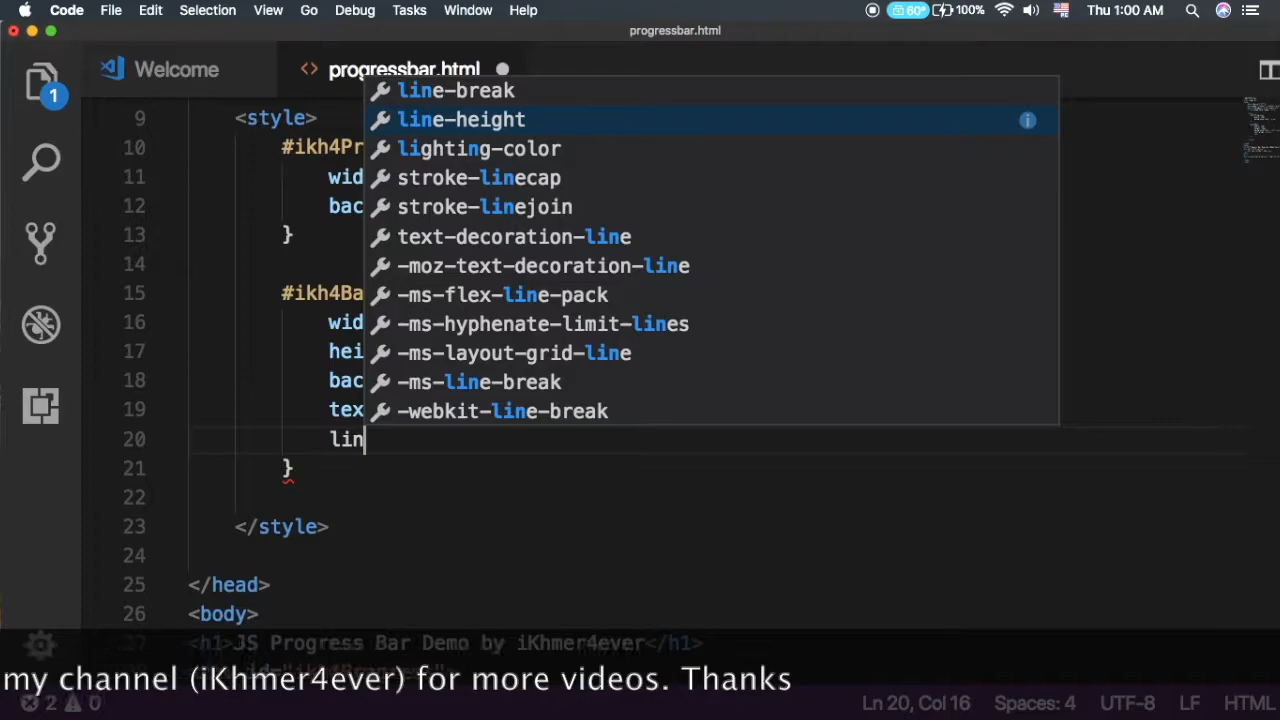 Code File Edit Selection View Go Debug Tasks Window Help 60° 100% Thu 1:00 AM
progressbar.html
Welcome <> progressbar.html
1
line-break
9 <style> line-height
10 #ikh4Pr lighting-color
11 wid stroke-linecap
12 bac stroke-linejoin
13 } text-decoration-line
14 -moz-text-decoration-line
15 #ikh4Ba -ms-flex-line-pack
16 wid -ms-hyphenate-limit-lines
17 hei -ms-layout-grid-line
18 bac -ms-line-break
19 tex -webkit-line-break
20 lin
21 }
22
23 </style>
24
25 </head>
26 <body>
27 <h1>JS Progress Bar Demo by iKhmer4ever</h1>
my channel (iKhmer4ever) for more videos. Thanks
2 0 Ln 20, Col 16 Spaces: 4 UTF-8 LF HTML